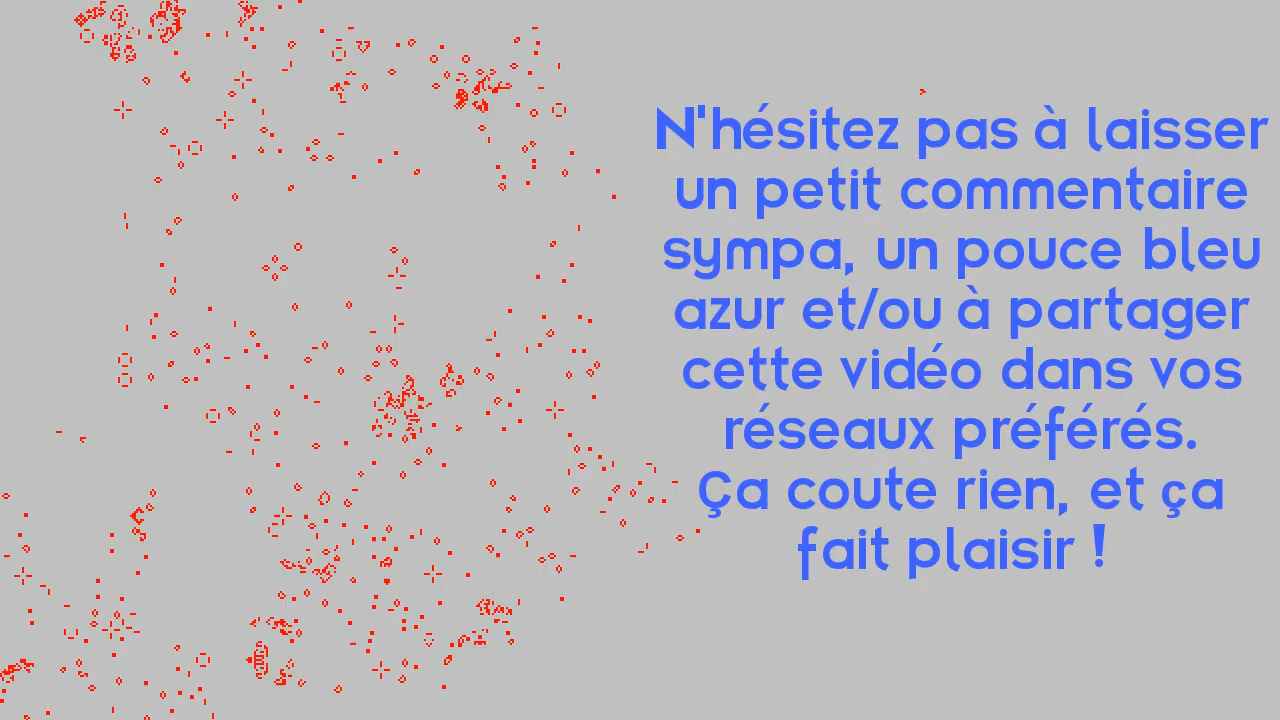 N'hésitez pas à laisser
un petit commentaire
sympa, un pouce bleu
azur et/ou à partager
cette vidéo dans vos
réseaux préférés.
Ça coute rien, et ça
fait plaisir !